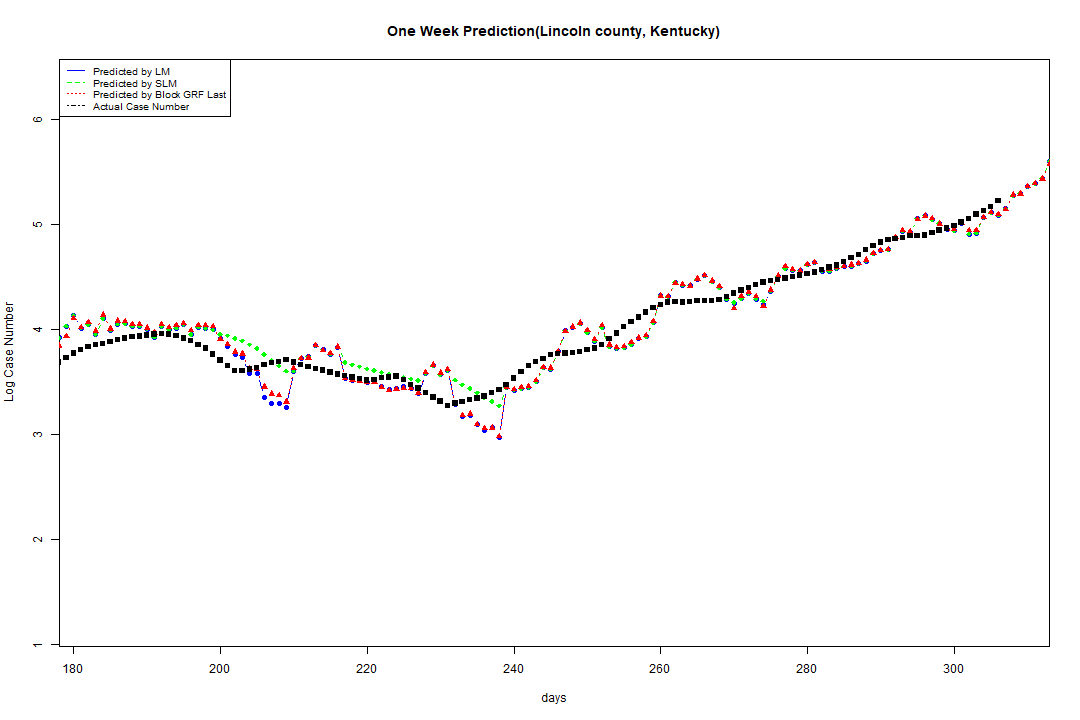 One Week Prediction(Lincoln county, Kentucky)
Predicted by LM
Predicted by SLM
Predicted by Block GRF Last
Actual Case Number
6
5
4
3
2
1
Log Case Number
180 200 220 240 260 280 300
days